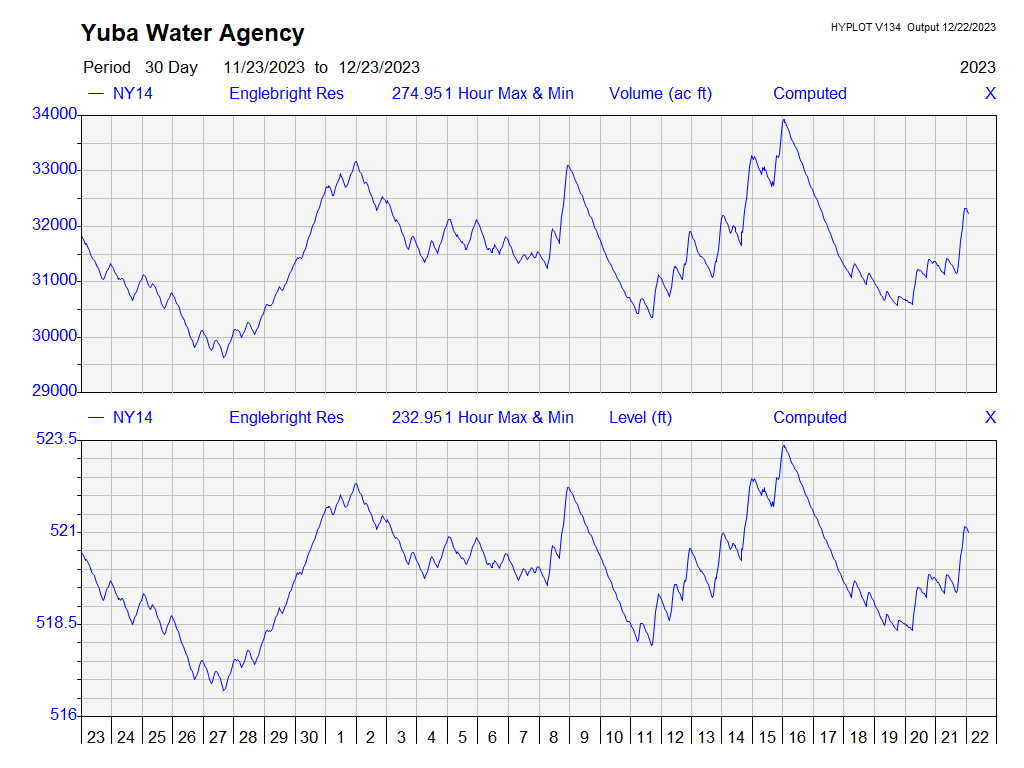 Yuba Water Agency
HYPLOT V134 Output 12/22/2023
Period 30 Day 11/23/2023 to 12/23/2023 2023
NY14 Englebright Res 274.951 Hour Max & Min Volume (ac ft) Computed X
34000
33000
32000
31000
30000
29000
NY14 Englebright Res 232.951 Hour Max & Min Level (ft) Computed X
523.5
521
518.5
516
23 24 25 26 27 28 29 30 1 2 3 4 5 6 7 8 9 10 11 12 13 14 15 16 17 18 19 20 21 22